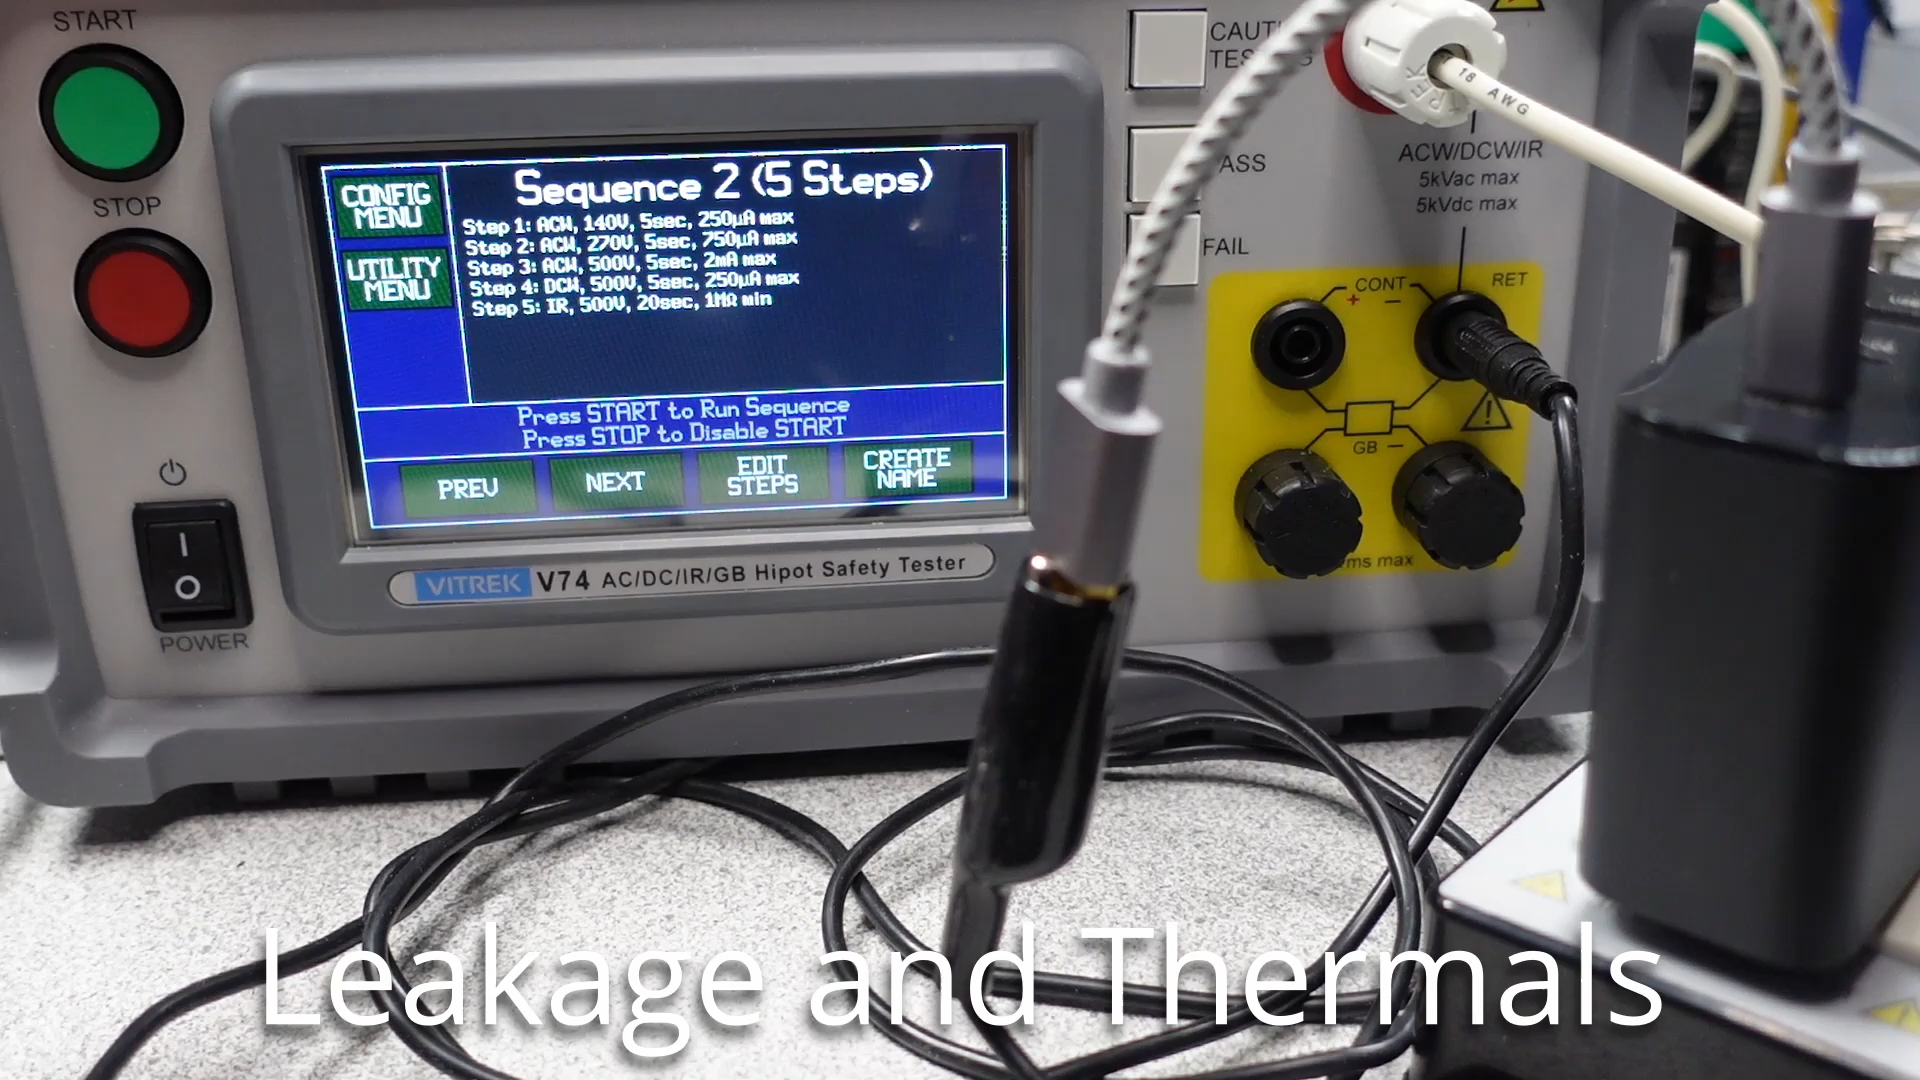 START
STOP
POWER
CONFIG
MENU
UTILITY
MENU
Sequence 2 (5 Steps)
Step 1: ACW, 140V, 5sec, 250µA max
Step 2: ACW, 270V, 5sec, 750µA max
Step 3: ACW, 500V, 5sec, 2mA max
Step 4: DCW, 500V, 5sec, 250µA max
Step 5: IR, 500V, 20sec, 1MΩ min
Press START to Run Sequence
Press STOP to Disable START
PREV
NEXT
EDIT
STEPS
CREATE
NAME
VITREK V74 AC/DC/IR/GB Hipot Safety Tester
FAIL
18 AWG
ACW/DCW/IR
5kVac max
5kVdc max
CONT
+ −
RET
GB −
max
Leakage and Thermals